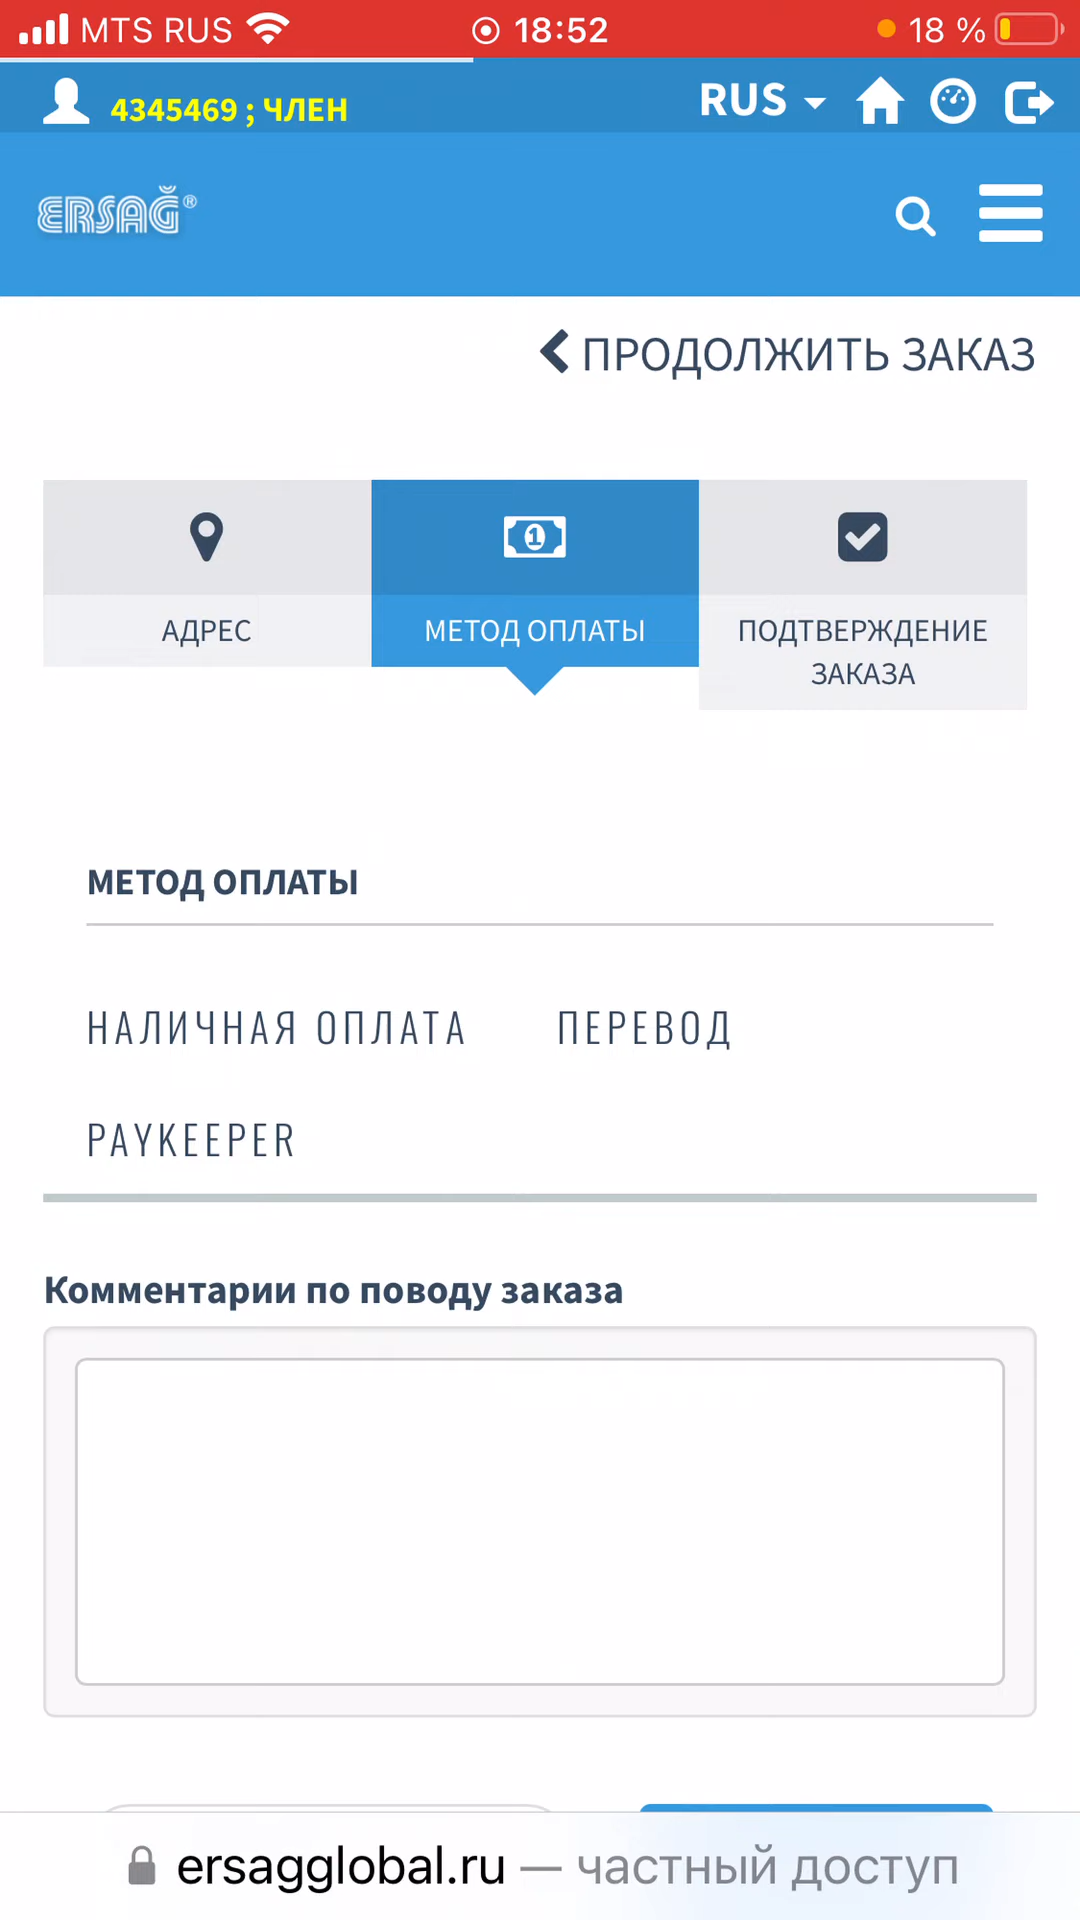 MTS RUS 18:52 18 %
4345469 ; ЧЛЕН RUS
ERSAĞ®
ПРОДОЛЖИТЬ ЗАКАЗ
АДРЕС
МЕТОД ОПЛАТЫ
ПОДТВЕРЖДЕНИЕ
ЗАКАЗА
МЕТОД ОПЛАТЫ
НАЛИЧНАЯ ОПЛАТА ПЕРЕВОД
PAYKEEPER
Комментарии по поводу заказа
ersagglobal.ru — частный доступ